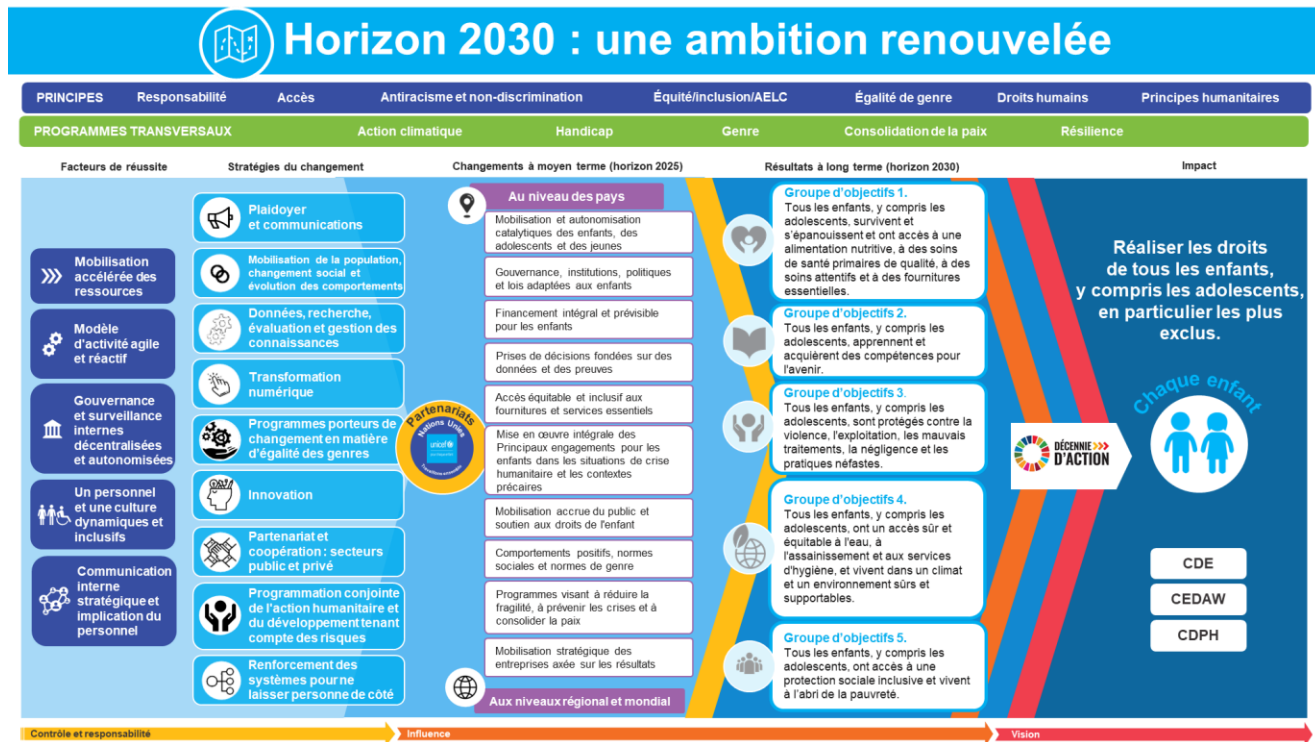 Horizon 2030 : une ambition renouvelée
PRINCIPES
Responsabilité
Accès
Antiracisme et non-discrimination
Équité/inclusion/AELC
Égalité de genre
Droits humains
Principes humanitaires
PROGRAMMES TRANSVERSAUX
Action climatique
Handicap
Genre
Consolidation de la paix
Résilience
Facteurs de réussite
Stratégies du changement
Changements à moyen terme (horizon 2025)
Résultats à long terme (horizon 2030)
Impact
Mobilisation
accélérée des
ressources
Modèle
d'activité agile
et réactif
Gouvernance
et surveillance
internes
décentralisées
et autonomisées
Un personnel
et une culture
dynamiques et
inclusifs
Communication
interne
stratégique et
implication du
personnel
Plaidoyer
et communications
Mobilisation de la population,
changement social et
évolution des comportements
Données, recherche,
évaluation et gestion des
connaissances
Transformation
numérique
Programmes porteurs de
changement en matière
d'égalité des genres
Innovation
Partenariat et
coopération : secteurs
public et privé
Programmation conjointe
de l'action humanitaire et
du développement tenant
compte des risques
Renforcement des
systèmes pour ne
laisser personne de côté
Partenariats
Nations Unies
unicef
Au niveau des pays
Mobilisation et autonomisation
catalytiques des enfants, des
adolescents et des jeunes
Gouvernance, institutions, politiques
et lois adaptées aux enfants
Financement intégral et prévisible
pour les enfants
Prises de décisions fondées sur des
données et des preuves
Accès équitable et inclusif aux
fournitures et services essentiels
Mise en œuvre intégrale des
Principaux engagements pour les
enfants dans les situations de crise
humanitaire et les contextes
précaires
Mobilisation accrue du public et
soutien aux droits de l'enfant
Comportements positifs, normes
sociales et normes de genre
Programmes visant à réduire la
fragilité, à prévenir les crises et à
consolider la paix
Mobilisation stratégique des
entreprises axée sur les résultats
Aux niveaux régional et mondial
Groupe d'objectifs 1.
Tous les enfants, y compris les
adolescents, survivent et
s'épanouissent et ont accès à une
alimentation nutritive, à des soins
de santé primaires de qualité, à des
soins attentifs et à des fournitures
essentielles.
Groupe d'objectifs 2.
Tous les enfants, y compris les
adolescents, apprennent et
acquièrent des compétences pour
l'avenir.
Groupe d'objectifs 3.
Tous les enfants, y compris les
adolescents, sont protégés contre la
violence, l'exploitation, les mauvais
traitements, la négligence et les
pratiques néfastes.
Groupe d'objectifs 4.
Tous les enfants, y compris les
adolescents, ont un accès sûr et
équitable à l'eau, à
l'assainissement et aux services
d'hygiène, et vivent dans un climat
et un environnement sûrs et
supportables.
Groupe d'objectifs 5.
Tous les enfants, y compris les
adolescents, ont accès à une
protection sociale inclusive et vivent
à l'abri de la pauvreté.
DÉCENNIE
D'ACTION
Réaliser les droits
de tous les enfants,
y compris les adolescents,
en particulier les plus
exclus.
Chaque enfant
CDE
CEDAW
CDPH
Contrôle et responsabilité
Influence
Vision